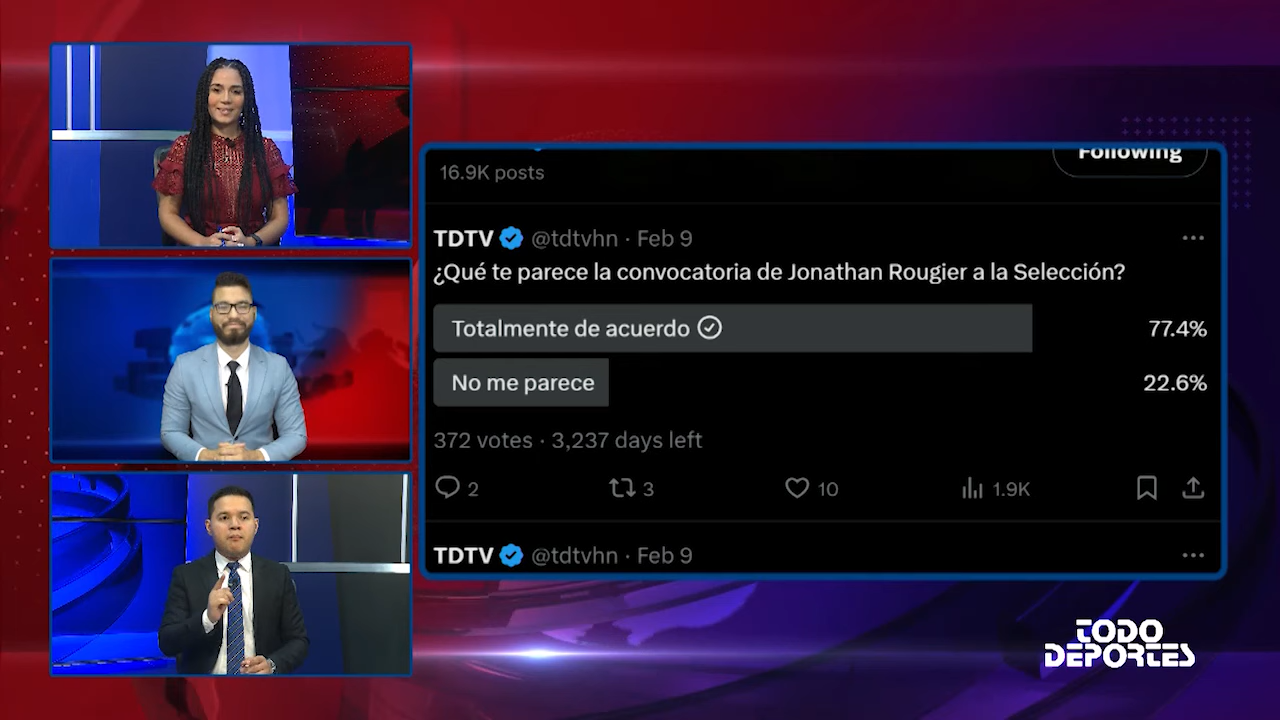 Following
16.9K posts
TDTV @tdtvhn · Feb 9
¿Qué te parece la convocatoria de Jonathan Rougier a la Selección?
Totalmente de acuerdo 77.4%
No me parece 22.6%
372 votes · 3,237 days left
2 3 10 1.9K
TDTV @tdtvhn · Feb 9
TODO
DEPORTES